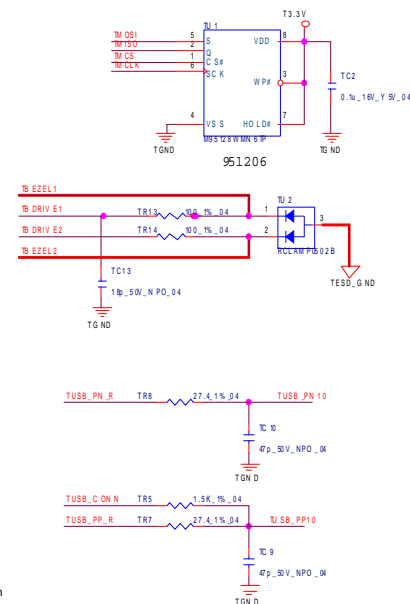 TU1
T3.3V
TMOSI 5 S VDD 8
TMISO 2 Q
TMCS 1 CS#
TMCLK 6 SCK
WP# 3
TC2
0.1u_16V_Y5V_04
4 VSS HOLD# 7
M95128WMN6TP
TGND
TGND
951206
TBEZEL1
TU2
TBDRIVE1 TR13 100_1%_04 1
3
TBDRIVE2 TR14 100_1%_04 2
TBEZEL2
RCLAMP0502B
TC13
18p_50V_NPO_04
TESD_GND
TGND
TUSB_PN_R TR8 27.4_1%_04 TUSB_PN10
TC10
47p_50V_NPO_04
TGND
TUSB_CONN TR5 1.5K_1%_04
TUSB_PP_R TR7 27.4_1%_04 TUSB_PP10
TC9
47p_50V_NPO_04
TGND